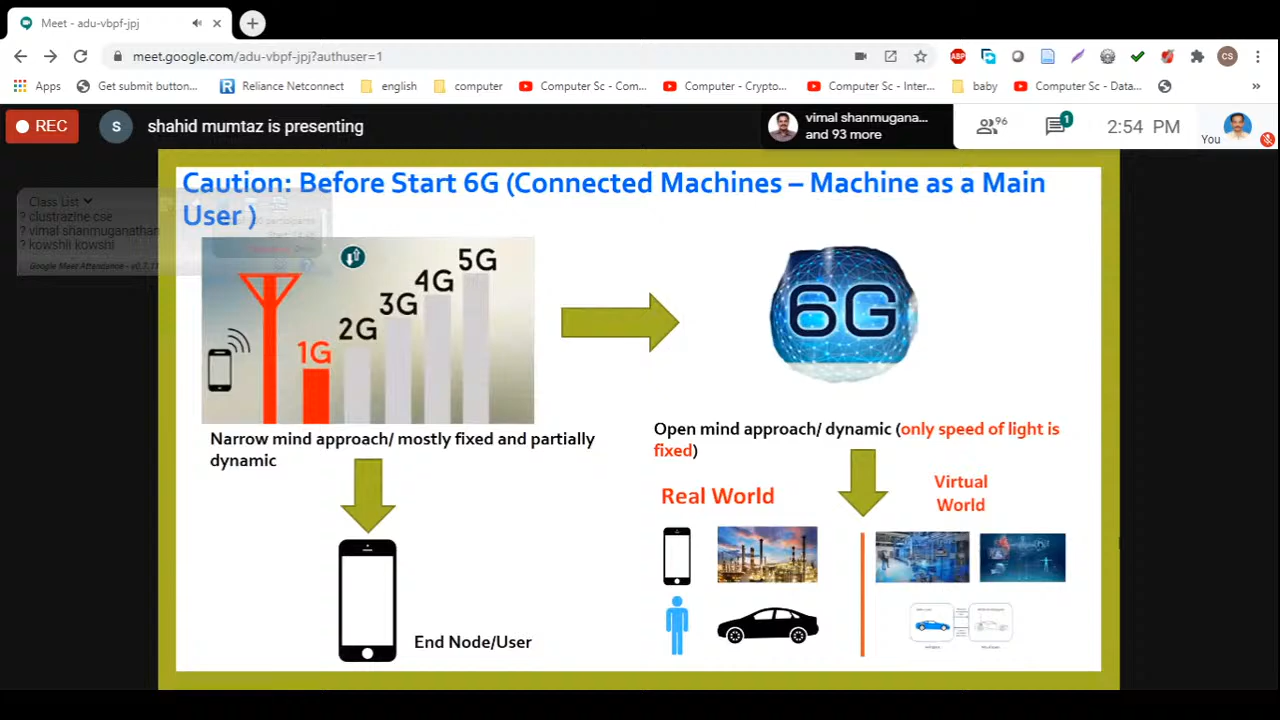 Meet - adu-vbpf-jpj
meet.google.com/adu-vbpf-jpj?authuser=1
ABP
CS
Apps
Get submit button...
Reliance Netconnect
english
computer
Computer Sc - Com...
Computer - Crypto...
Computer Sc - Inter...
baby
Computer Sc - Data...
REC
S
shahid mumtaz is presenting
vimal shanmugana...
and 93 more
96
1
2:54 PM
You
Caution: Before Start 6G (Connected Machines – Machine as a Main
User )
Class List
? clustrazine cse
? vimal shanmuganathan
? kowshii kowshi
1G
2G
3G
4G
5G
6G
Narrow mind approach/ mostly fixed and partially
dynamic
End Node/User
Open mind approach/ dynamic (only speed of light is
fixed)
Real World
Virtual
World